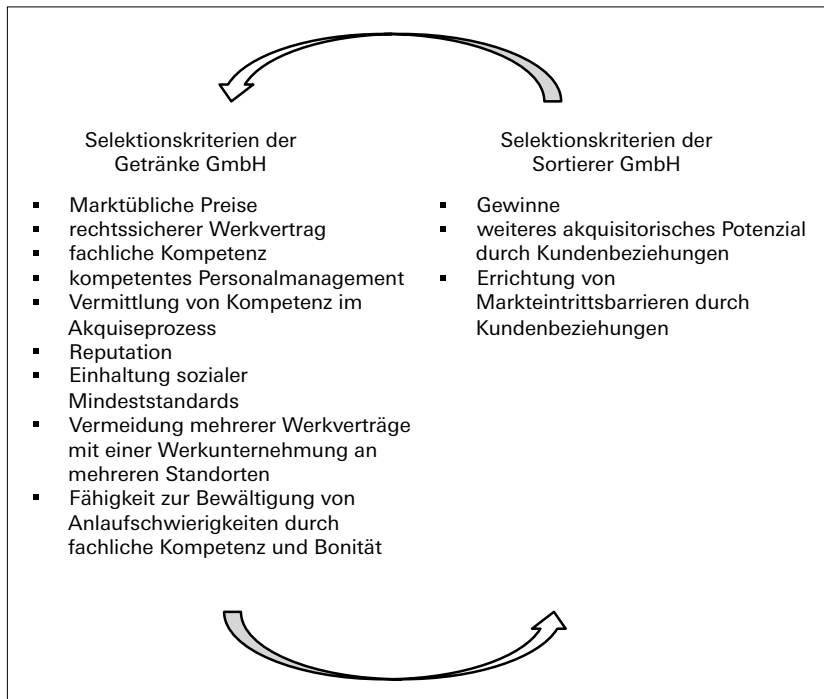 Selektionskriterien der
Getränke GmbH
▪ Marktübliche Preise
▪ rechtssicherer Werkvertrag
▪ fachliche Kompetenz
▪ kompetentes Personalmanagement
▪ Vermittlung von Kompetenz im
Akquiseprozess
▪ Reputation
▪ Einhaltung sozialer
Mindeststandards
▪ Vermeidung mehrerer Werkverträge
mit einer Werkunternehmung an
mehreren Standorten
▪ Fähigkeit zur Bewältigung von
Anlaufschwierigkeiten durch
fachliche Kompetenz und Bonität
Selektionskriterien der
Sortierer GmbH
▪ Gewinne
▪ weiteres akquisitorisches Potenzial
durch Kundenbeziehungen
▪ Errichtung von
Markteintrittsbarrieren durch
Kundenbeziehungen